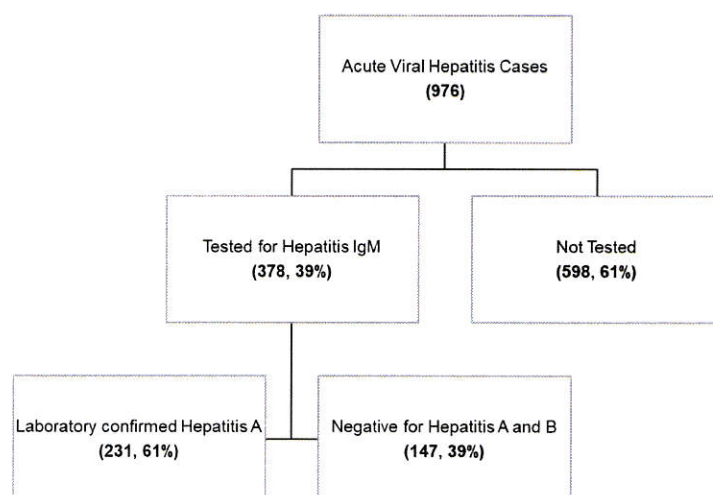 Acute Viral Hepatitis Cases
(976)
Tested for Hepatitis IgM
(378, 39%)
Not Tested
(598, 61%)
Laboratory confirmed Hepatitis A
(231, 61%)
Negative for Hepatitis A and B
(147, 39%)